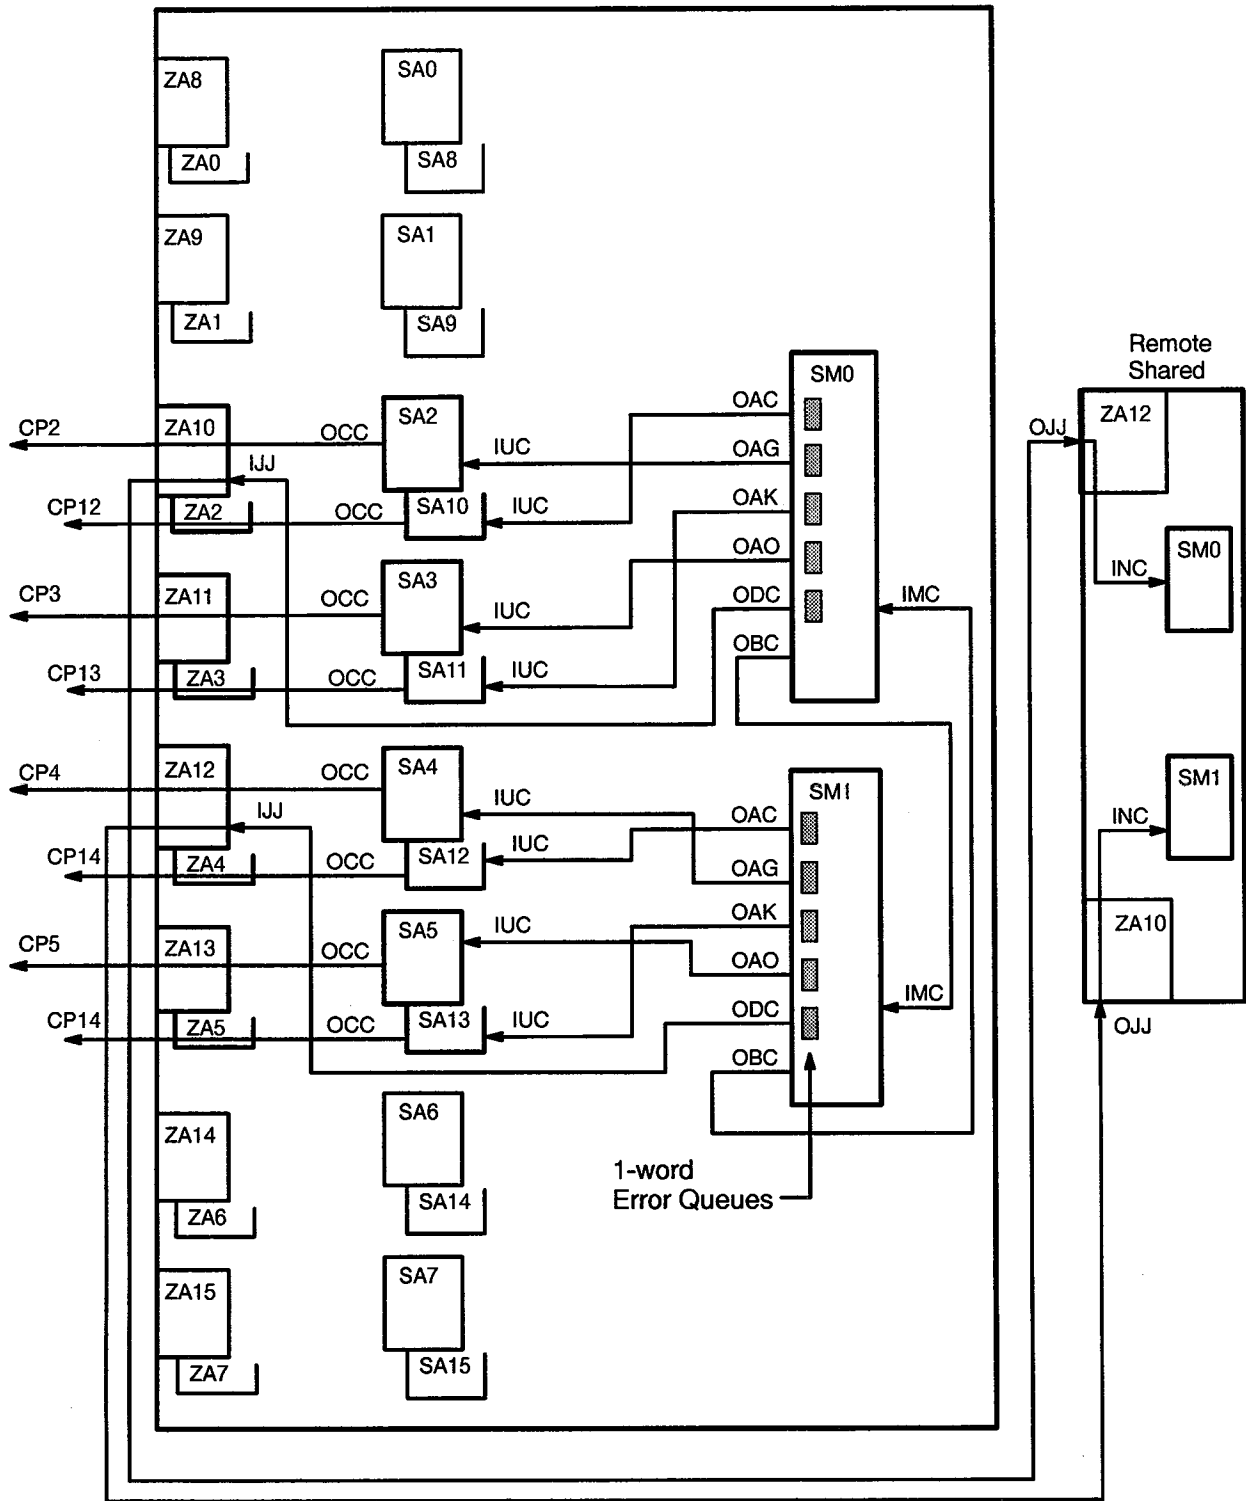 ZA8
SA0
ZA0
SA8
ZA9
SA1
ZA1
SA9
Remote
Shared
SM0
CP2
ZA10
OCC
SA2
IUC
OAC
OAG
IJJ
CP12
ZA2
OCC
SA10
IUC
OAK
OJJ
ZA12
CP3
ZA11
OCC
SA3
IUC
OAO
ODC
IMC
INC
SM0
CP13
ZA3
OCC
SA11
IUC
OBC
CP4
ZA12
OCC
SA4
IUC
SM1
SM1
IJJ
OAC
INC
CP14
ZA4
OCC
SA12
IUC
OAG
CP5
ZA13
OCC
SA5
IUC
OAK
OAO
IMC
ZA10
CP14
ZA5
OCC
SA13
IUC
ODC
OJJ
OBC
ZA14
SA6
ZA6
SA14
1-word
Error Queues
ZA15
SA7
ZA7
SA15